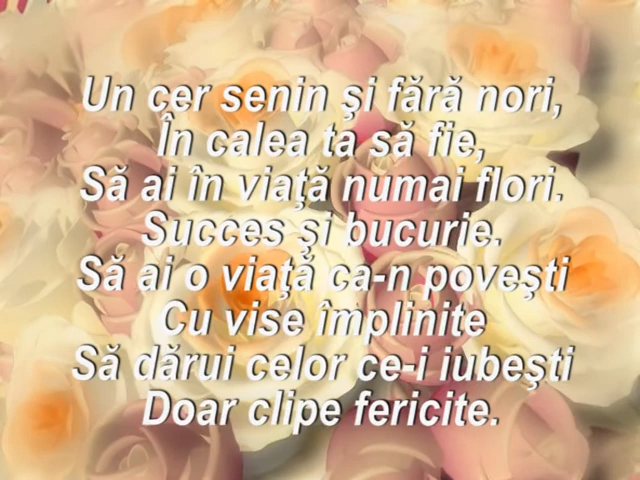 Un cer senin şi fără nori,
În calea ta să fie,
Să ai în viaţă numai flori.
Succes şi bucurie.
Să ai o viaţă ca-n poveşti
Cu vise împlinite
Să dărui celor ce-i iubeşti
Doar clipe fericite.